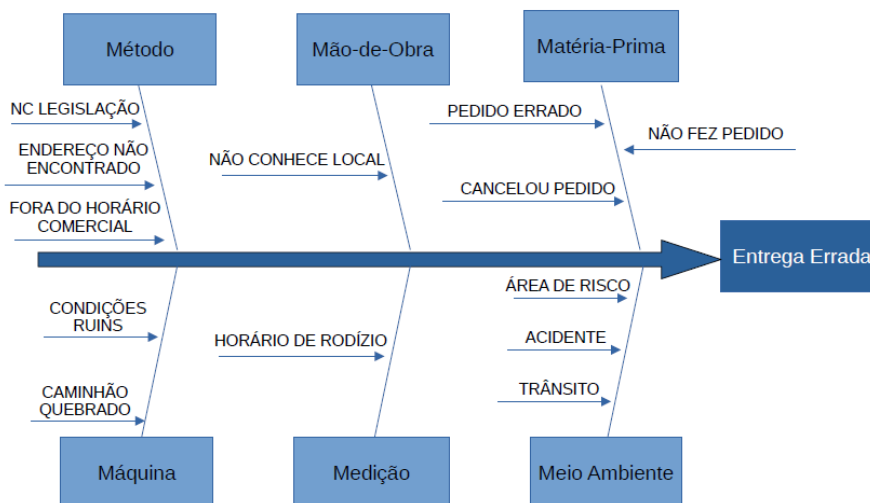 Método
Mão-de-Obra
Matéria-Prima
NC LEGISLAÇÃO
ENDEREÇO NÃO
ENCONTRADO
FORA DO HORÁRIO
COMERCIAL
NÃO CONHECE LOCAL
PEDIDO ERRADO
NÃO FEZ PEDIDO
CANCELOU PEDIDO
Entrega Errada
CONDIÇÕES
RUINS
CAMINHÃO
QUEBRADO
HORÁRIO DE RODÍZIO
ÁREA DE RISCO
ACIDENTE
TRÂNSITO
Máquina
Medição
Meio Ambiente